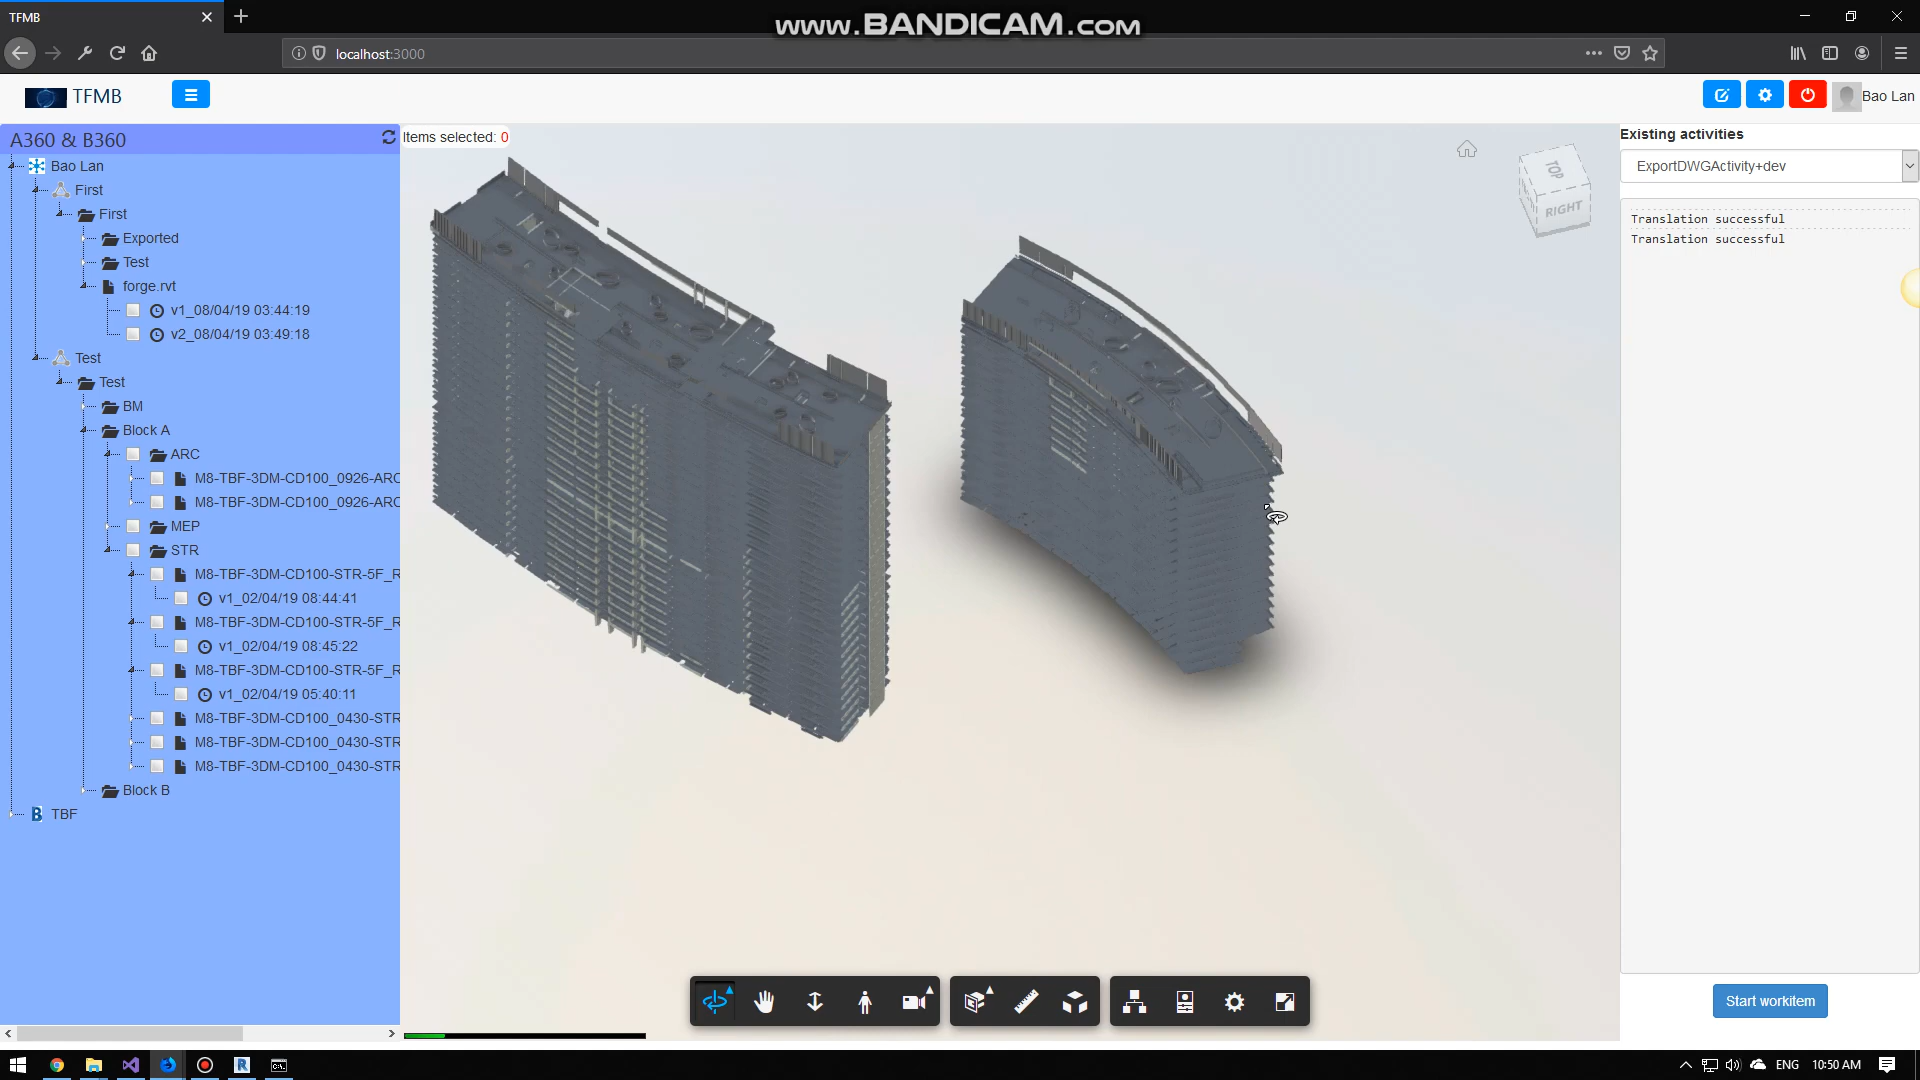 TFMB
www.BANDICAM.com
localhost:3000
TFMB
Bao Lan
A360 & B360
Items selected: 0
Existing activities
ExportDWGActivity+dev
Translation successful
Translation successful
Bao Lan
First
First
Exported
Test
forge.rvt
v1_08/04/19 03:44:19
v2_08/04/19 03:49:18
Test
Test
BM
Block A
ARC
M8-TBF-3DM-CD100_0926-ARC
M8-TBF-3DM-CD100_0926-ARC
MEP
STR
M8-TBF-3DM-CD100-STR-5F_R
v1_02/04/19 08:44:41
M8-TBF-3DM-CD100-STR-5F_R
v1_02/04/19 08:45:22
M8-TBF-3DM-CD100-STR-5F_R
v1_02/04/19 05:40:11
M8-TBF-3DM-CD100_0430-STR
M8-TBF-3DM-CD100_0430-STR
M8-TBF-3DM-CD100_0430-STR
Block B
B TBF
TOP
RIGHT
Start workitem
ENG
10:50 AM